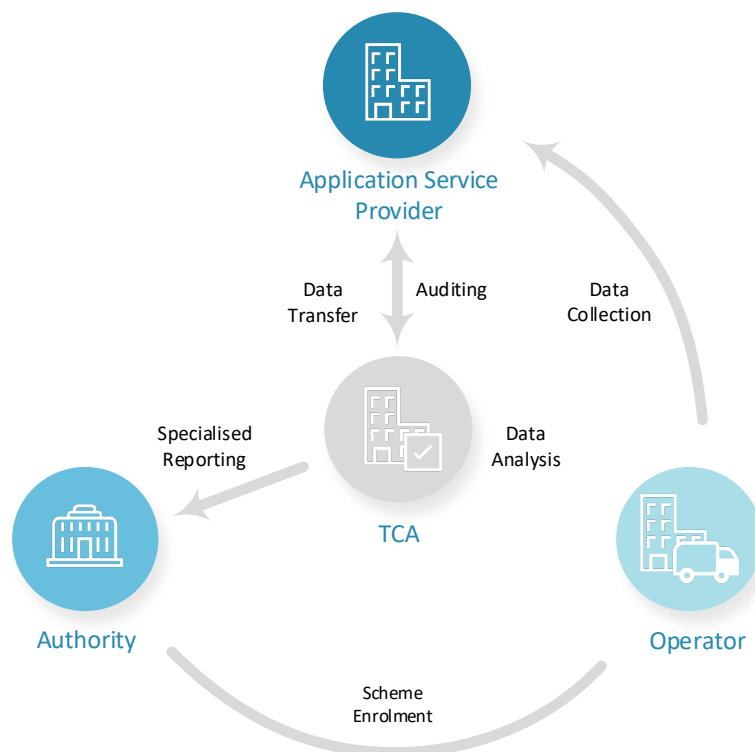 Application Service
Provider
Data
Transfer
Auditing
Data
Collection
Specialised
Reporting
Data
Analysis
TCA
Authority
Operator
Scheme
Enrolment